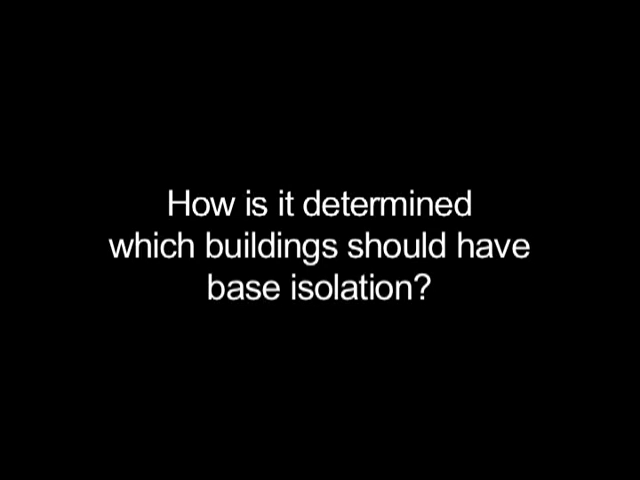 How is it determined
which buildings should have
base isolation?